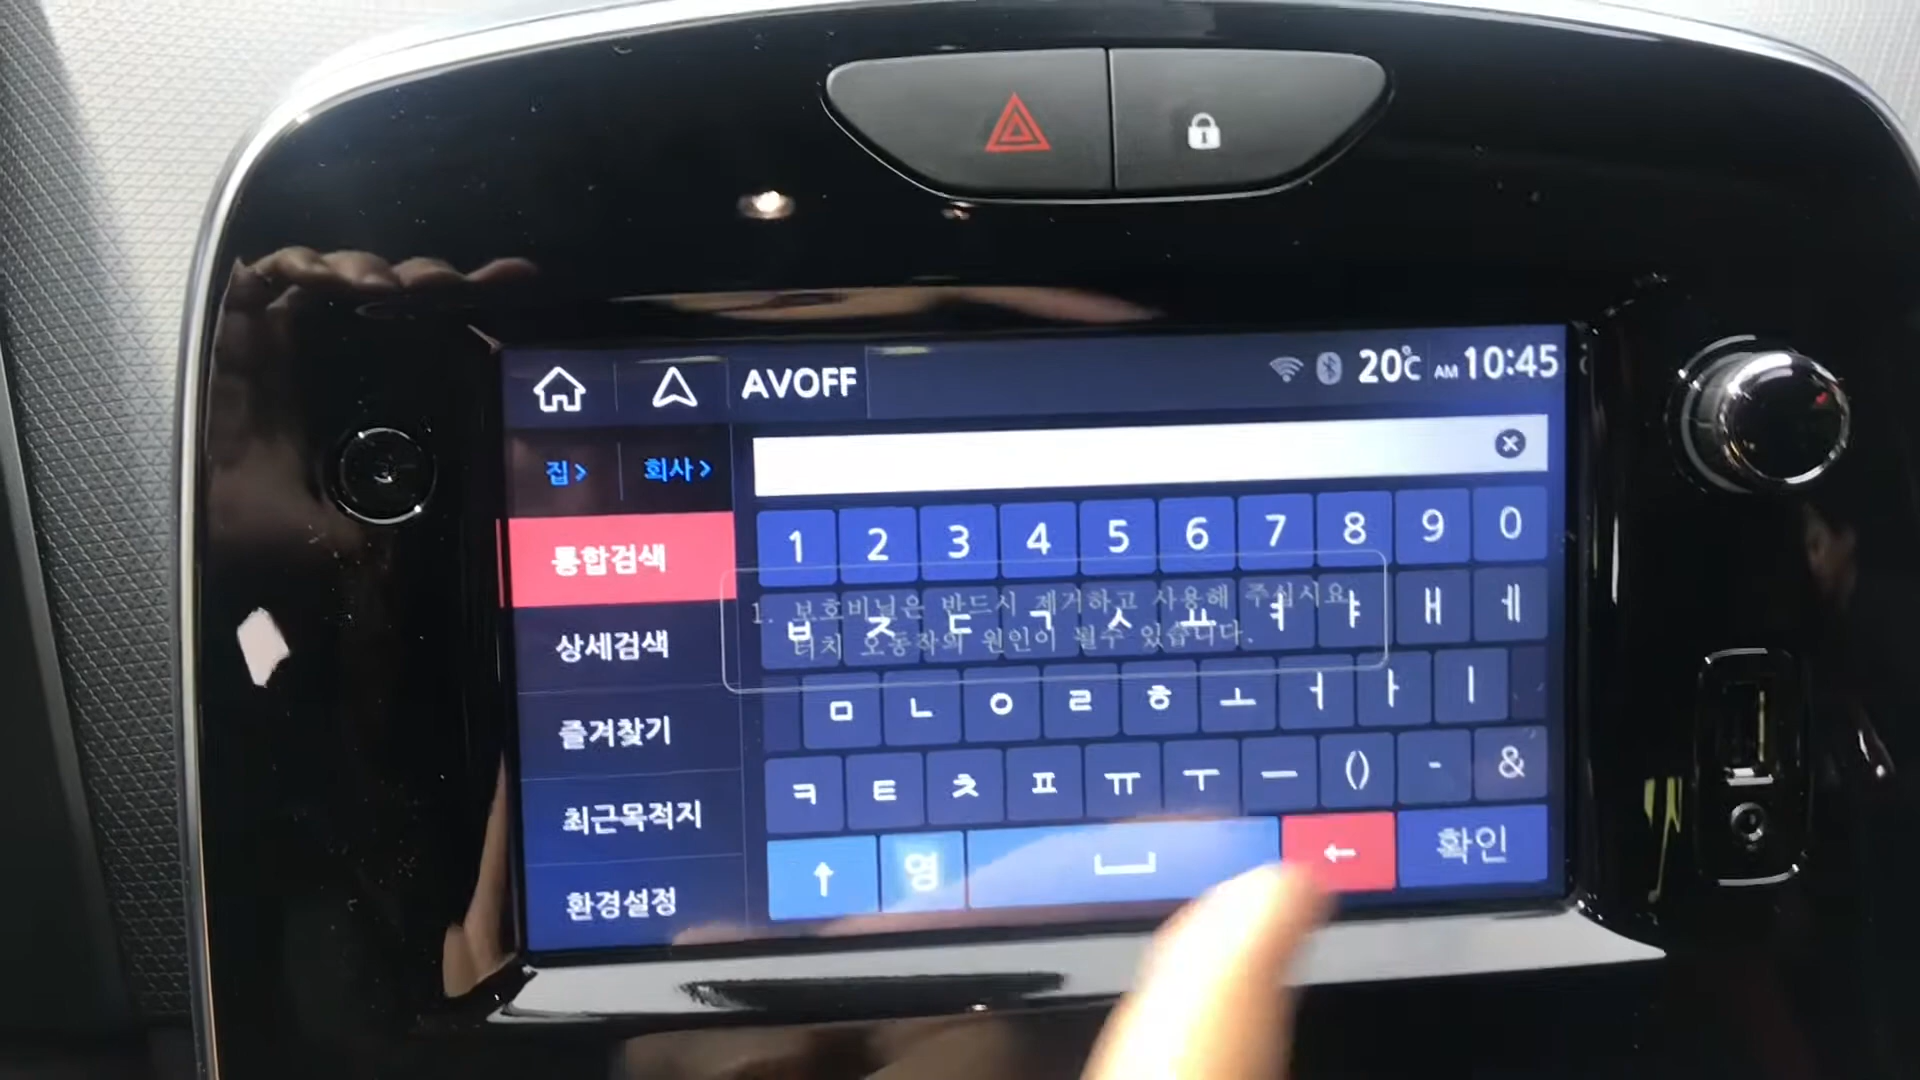 AVOFF
20℃ AM 10:45
집> 회사>
통합검색
상세검색
즐겨찾기
최근목적지
환경설정
1 2 3 4 5 6 7 8 9 0
ㅂ ㅈ ㄷ ㄱ ㅅ ㅛ ㅕ ㅑ ㅐ ㅔ
1. 보호비닐은 반드시 제거하고 사용해 주십시요
터치 오동작의 원인이 될수 있습니다.
ㅁ ㄴ ㅇ ㄹ ㅎ ㅗ ㅓ ㅏ ㅣ
ㅋ ㅌ ㅊ ㅍ ㅠ ㅜ ㅡ () - &
↑ 영 ← 확인